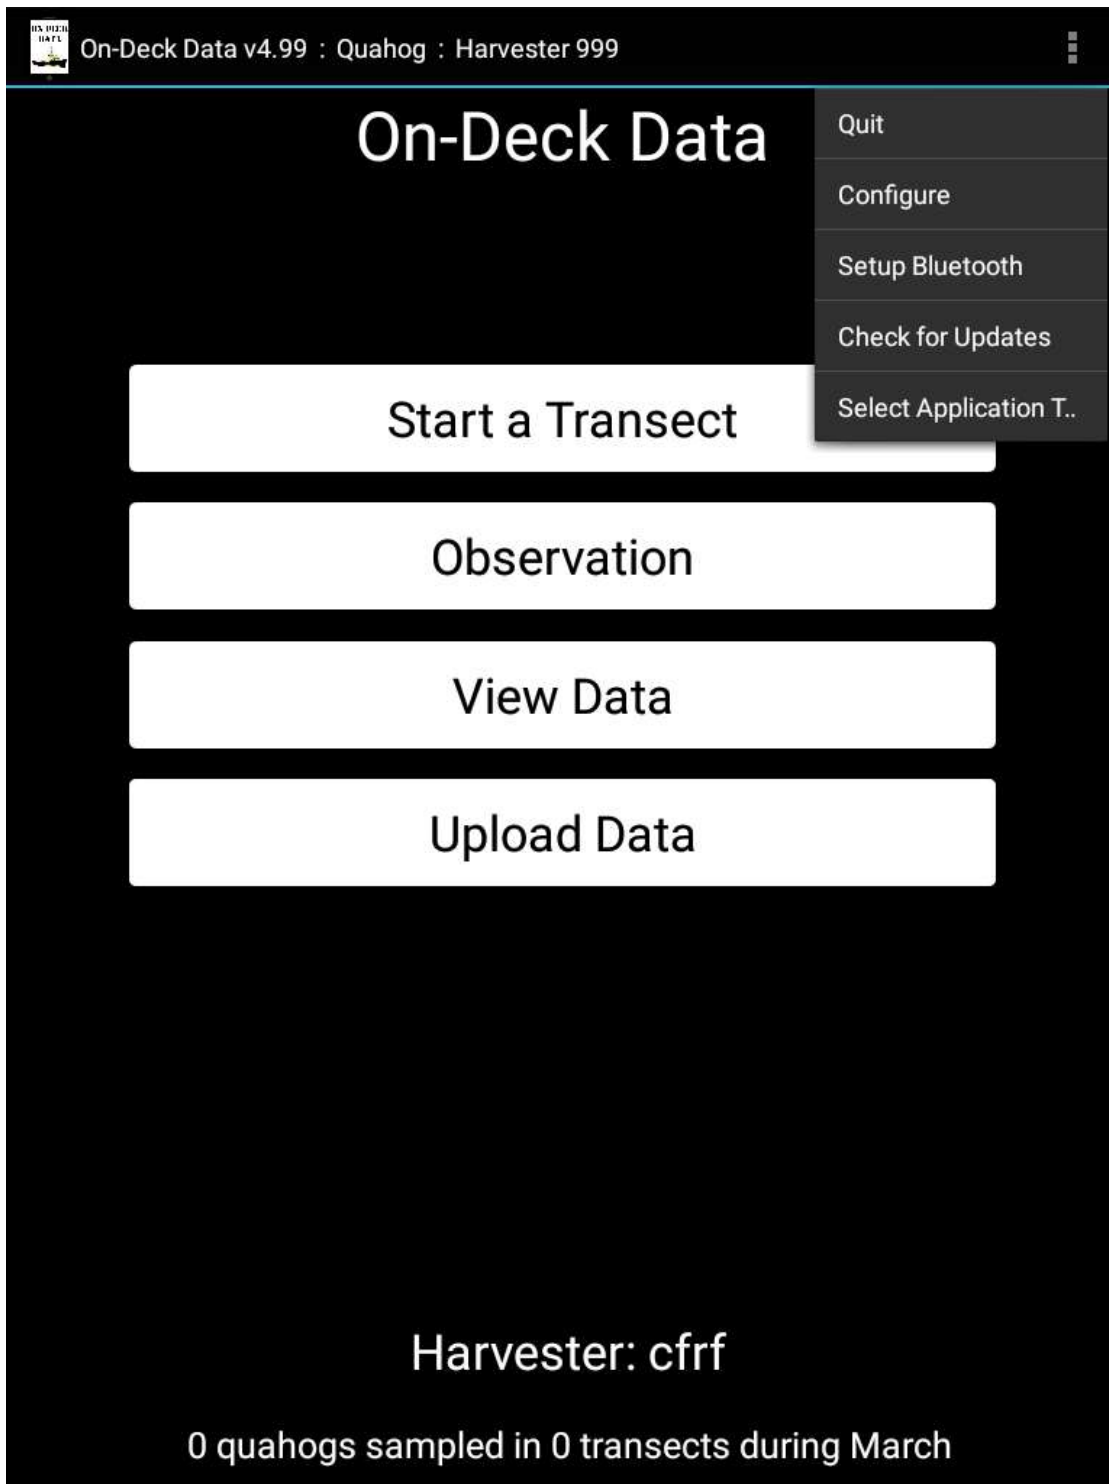 On-Deck Data v4.99 : Quahog : Harvester 999
On-Deck Data
Quit
Configure
Setup Bluetooth
Check for Updates
Select Application T..
Start a Transect
Observation
View Data
Upload Data
Harvester: cfrf
0 quahogs sampled in 0 transects during March